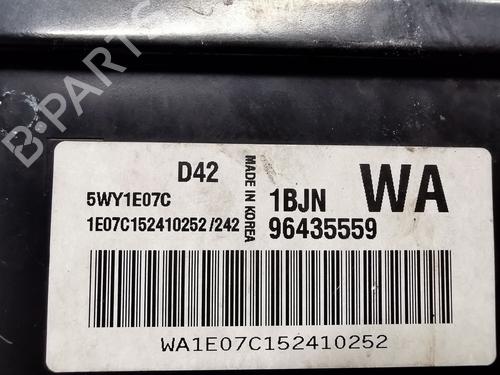 B-PARTS
D42
MADE IN KOREA
WA
5WY1E07C
1BJN
1E07C152410252/242
96435559
WA1E07C152410252